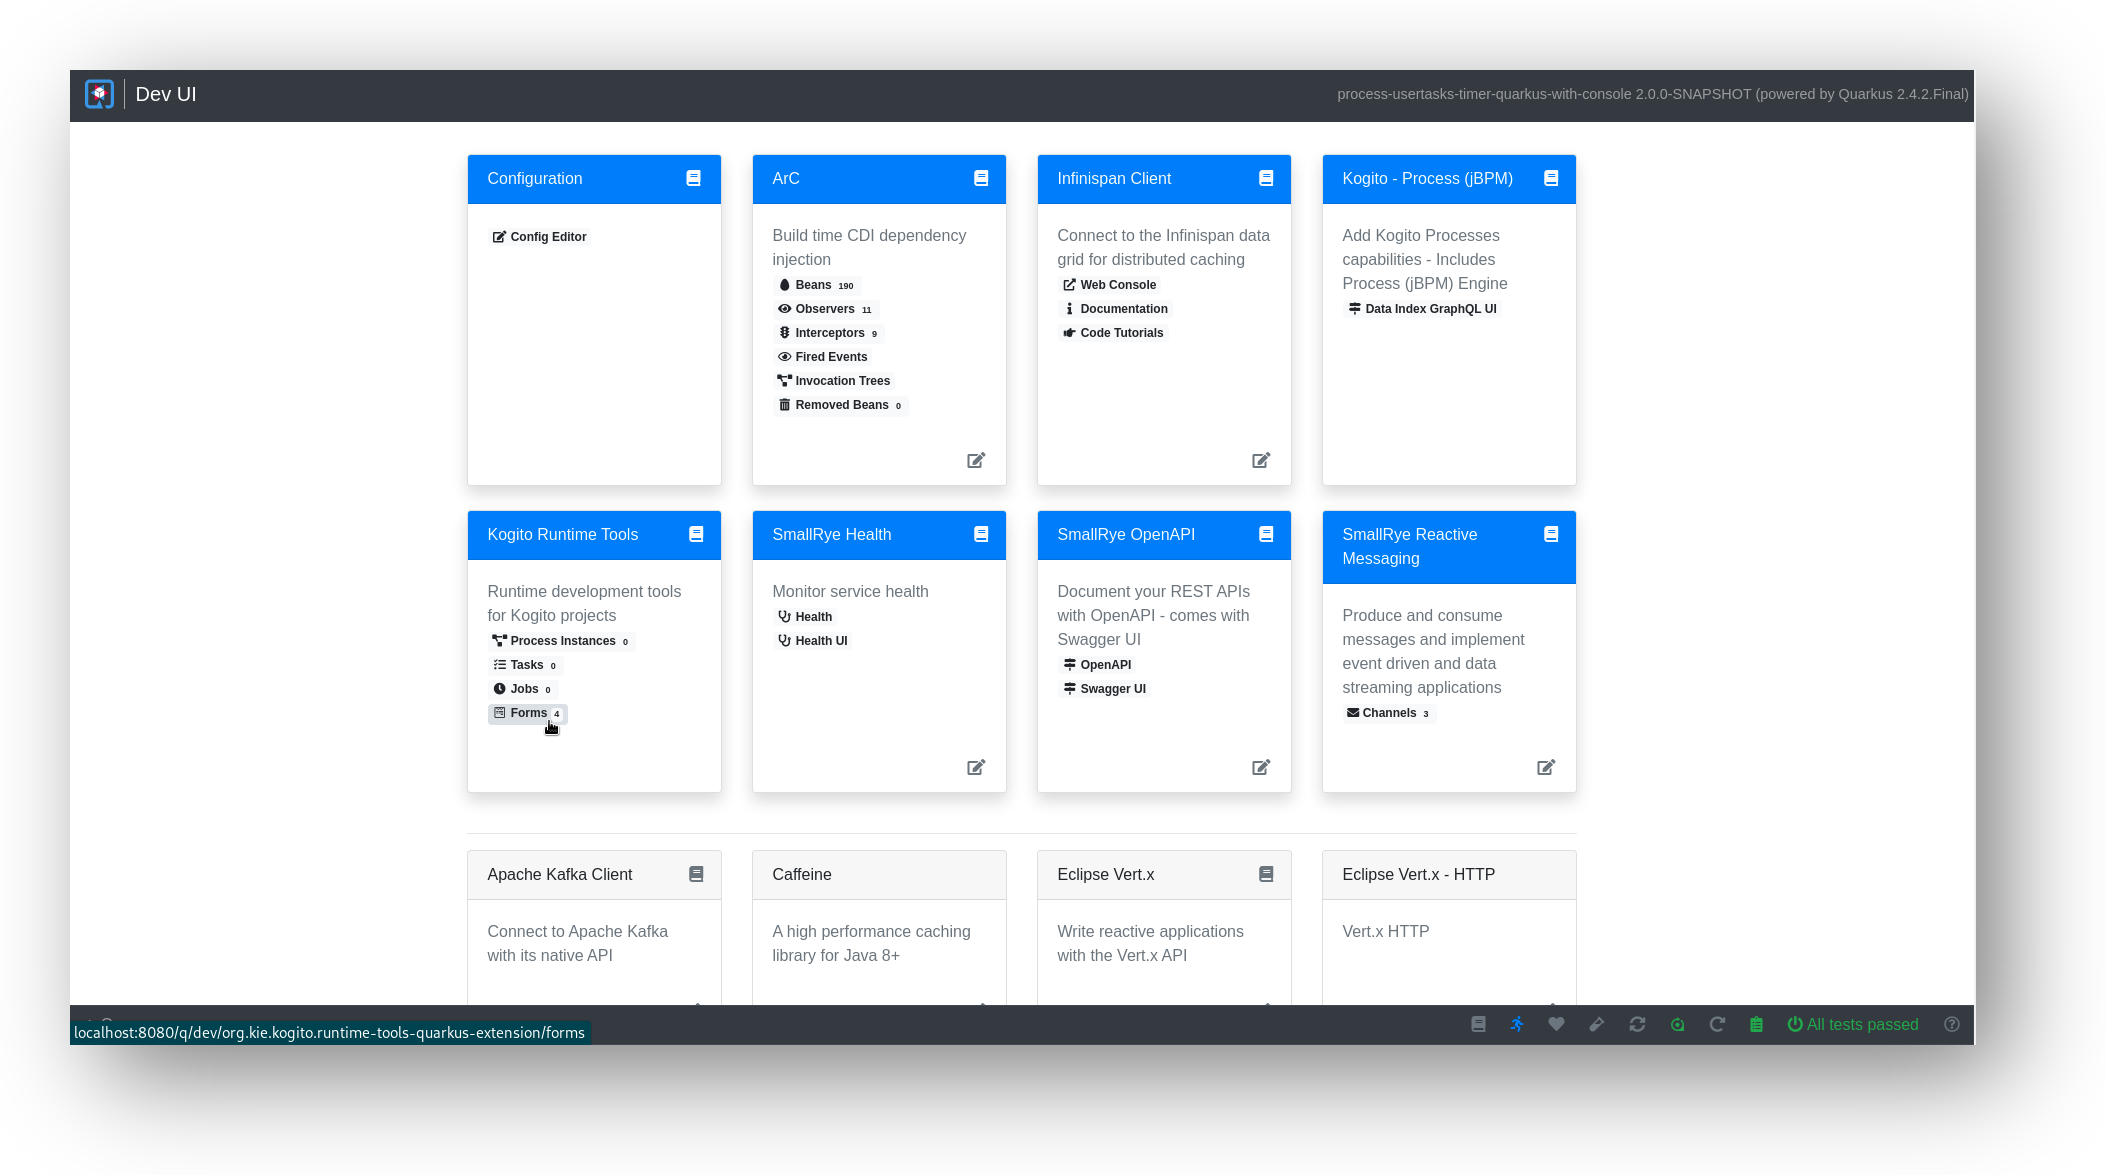 Dev UI
process-usertasks-timer-quarkus-with-console 2.0.0-SNAPSHOT (powered by Quarkus 2.4.2.Final)
Configuration
Config Editor
ArC
Build time CDI dependency
injection
Beans 190
Observers 11
Interceptors 9
Fired Events
Invocation Trees
Removed Beans 0
Infinispan Client
Connect to the Infinispan data
grid for distributed caching
Web Console
Documentation
Code Tutorials
Kogito - Process (jBPM)
Add Kogito Processes
capabilities - Includes
Process (jBPM) Engine
Data Index GraphQL UI
Kogito Runtime Tools
Runtime development tools
for Kogito projects
Process Instances 0
Tasks 0
Jobs 0
Forms 4
SmallRye Health
Monitor service health
Health
Health UI
SmallRye OpenAPI
Document your REST APIs
with OpenAPI - comes with
Swagger UI
OpenAPI
Swagger UI
SmallRye Reactive
Messaging
Produce and consume
messages and implement
event driven and data
streaming applications
Channels 3
Apache Kafka Client
Connect to Apache Kafka
with its native API
Caffeine
A high performance caching
library for Java 8+
Eclipse Vert.x
Write reactive applications
with the Vert.x API
Eclipse Vert.x - HTTP
Vert.x HTTP
localhost:8080/q/dev/org.kie.kogito.runtime-tools-quarkus-extension/forms
All tests passed